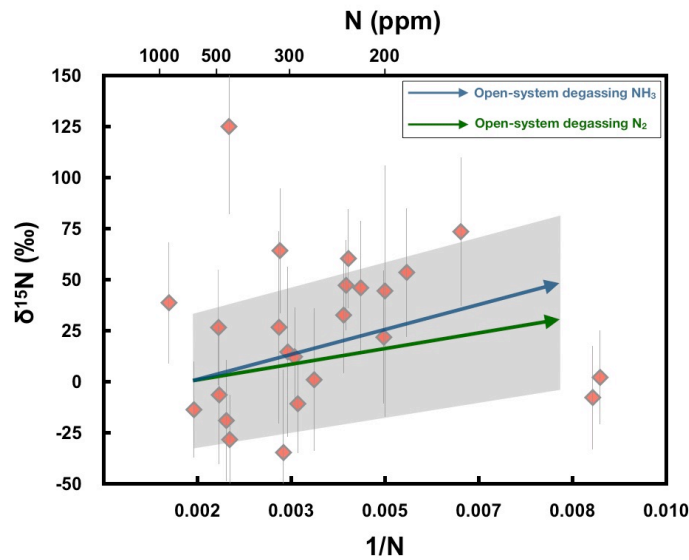 N (ppm)
1000 500 300 200
150
125
100
75
50
25
0
-25
-50
δ¹⁵N (‰)
Open-system degassing NH₃
Open-system degassing N₂
0.002 0.003 0.005 0.007 0.008 0.010
1/N